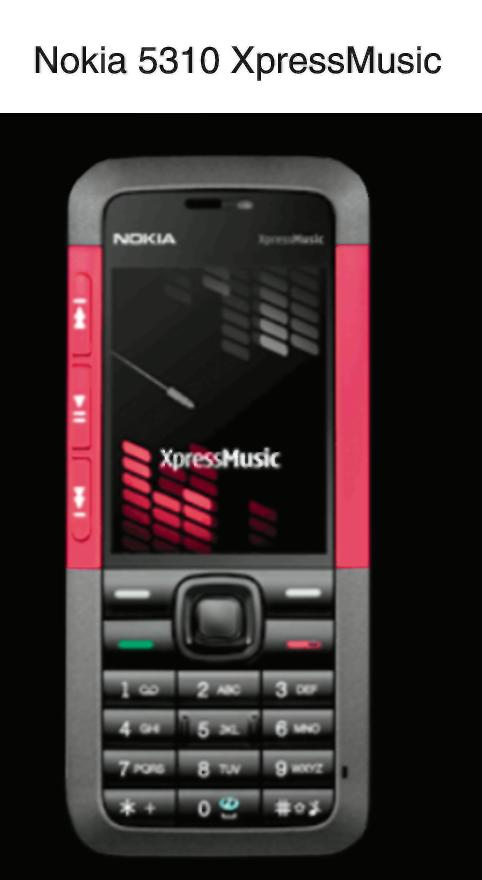 Nokia 5310 XpressMusic
NOKIA XpressMusic
XpressMusic
1 2 ABC 3 DEF
4 GHI 5 JKL 6 MNO
7 PQRS 8 TUV 9 WXYZ
* + 0 #